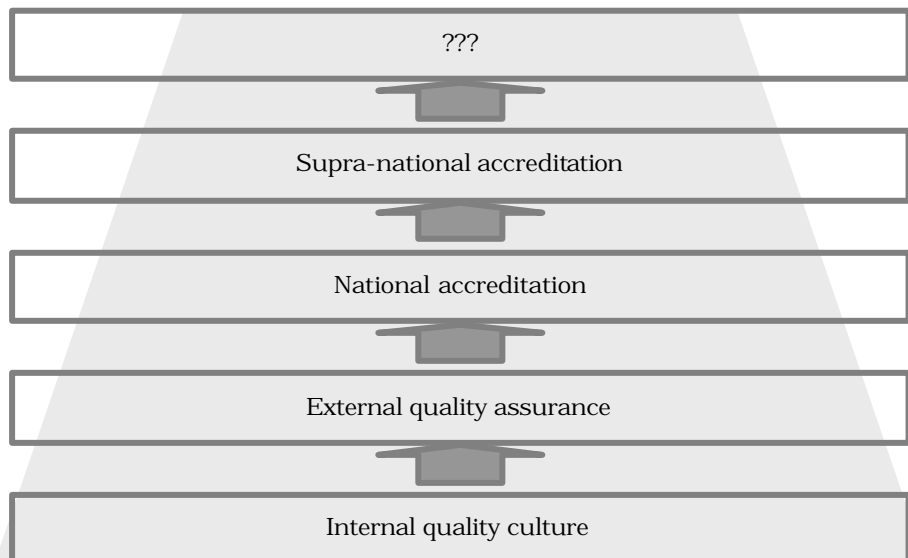 ???
Supra-national accreditation
National accreditation
External quality assurance
Internal quality culture